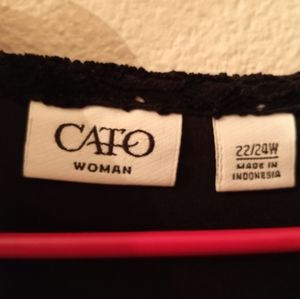 CATO
WOMAN
22/24W
MADE IN
INDONESIA